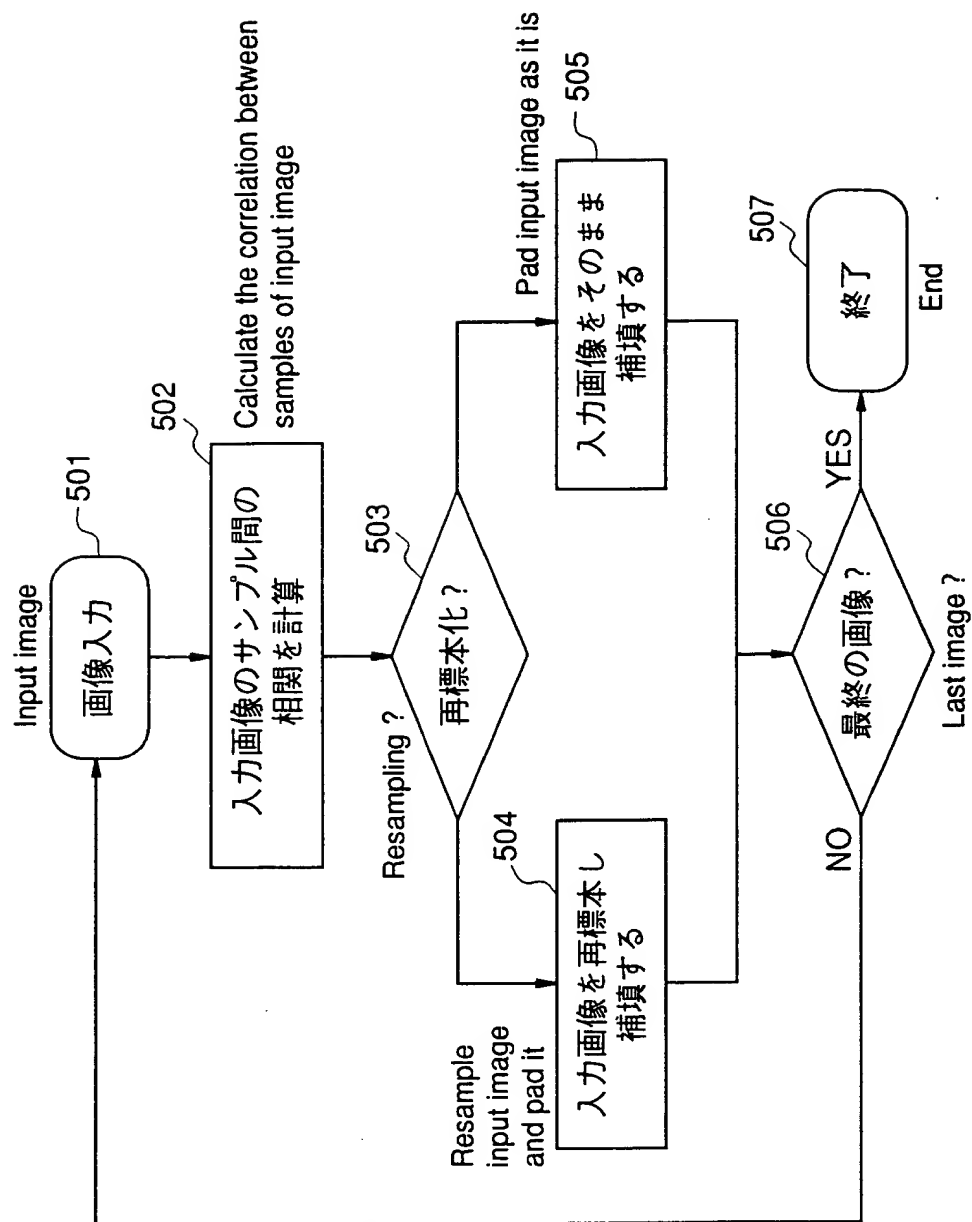 Input image
501
画像入力
502
入力画像のサンプル間の
相関を計算
Calculate the correlation between
samples of input image
503
Resampling ?
再標本化 ?
Resample
input image
and pad it
504
入力画像を再標本し
補填する
Pad input image as it is
505
入力画像をそのまま
補填する
506
最終の画像 ?
Last image ?
NO
YES
507
終了
End